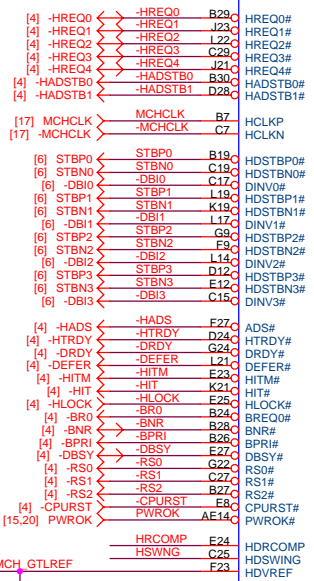 [4] -HREQ0 -HREQ0 B29 HREQ0#
[4] -HREQ1 -HREQ1 J23 HREQ1#
[4] -HREQ2 -HREQ2 L22 HREQ2#
[4] -HREQ3 -HREQ3 C29 HREQ3#
[4] -HREQ4 -HREQ4 J21 HREQ4#
[4] -HADSTB0 -HADSTB0 B30 HADSTB0#
[4] -HADSTB1 -HADSTB1 D28 HADSTB1#
[17] MCHCLK MCHCLK B7 HCLKP
[17] -MCHCLK -MCHCLK C7 HCLKN
[6] STBP0 STBP0 B19 HDSTBP0#
[6] STBN0 STBN0 C19 HDSTBN0#
[6] -DBI0 -DBI0 C17 DINV0#
[6] STBP1 STBP1 L19 HDSTBP1#
[6] STBN1 STBN1 K19 HDSTBN1#
[6] -DBI1 -DBI1 L17 DINV1#
[6] STBP2 STBP2 G9 HDSTBP2#
[6] STBN2 STBN2 F9 HDSTBN2#
[6] -DBI2 -DBI2 L14 DINV2#
[6] STBP3 STBP3 D12 HDSTBP3#
[6] STBN3 STBN3 E12 HDSTBN3#
[6] -DBI3 -DBI3 C15 DINV3#
[4] -HADS -HADS F27 ADS#
[4] -HTRDY -HTRDY D24 HTRDY#
[4] -DRDY -DRDY G24 DRDY#
[4] -DEFER -DEFER L21 DEFER#
[4] -HITM -HITM E23 HITM#
[4] -HIT -HIT K21 HIT#
[4] -HLOCK -HLOCK E25 HLOCK#
[4] -BR0 -BR0 B24 BREQ0#
[4] -BNR -BNR B28 BNR#
[4] -BPRI -BPRI B26 BPRI#
[4] -DBSY -DBSY E27 DBSY#
[4] -RS0 -RS0 G22 RS0#
[4] -RS1 -RS1 C27 RS1#
[4] -RS2 -RS2 B27 RS2#
[4] -CPURST -CPURST E8 CPURST#
[15,20] PWROK PWROK AE14 PWROK#
HRCOMP E24 HDRCOMP
HSWNG C25 HDSWING
MCH_GTLREF F23 HDVREF